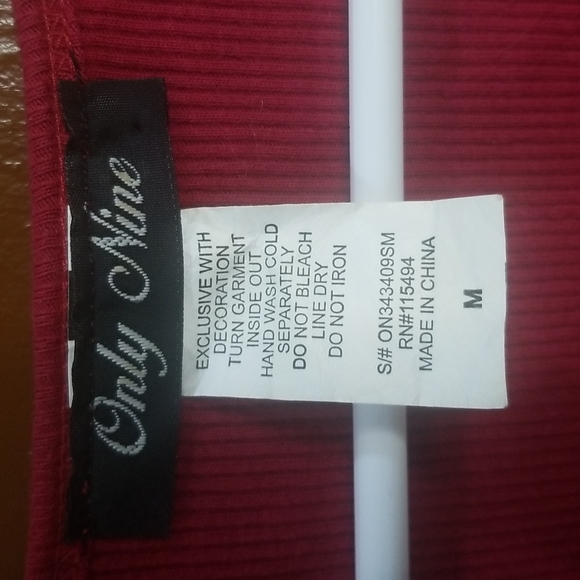 Only Nine
EXCLUSIVE WITH
DECORATION
TURN GARMENT
INSIDE OUT
HAND WASH COLD
SEPARATELY
DO NOT BLEACH
LINE DRY
DO NOT IRON
S/# ON343409SM
RN#115494
MADE IN CHINA
M